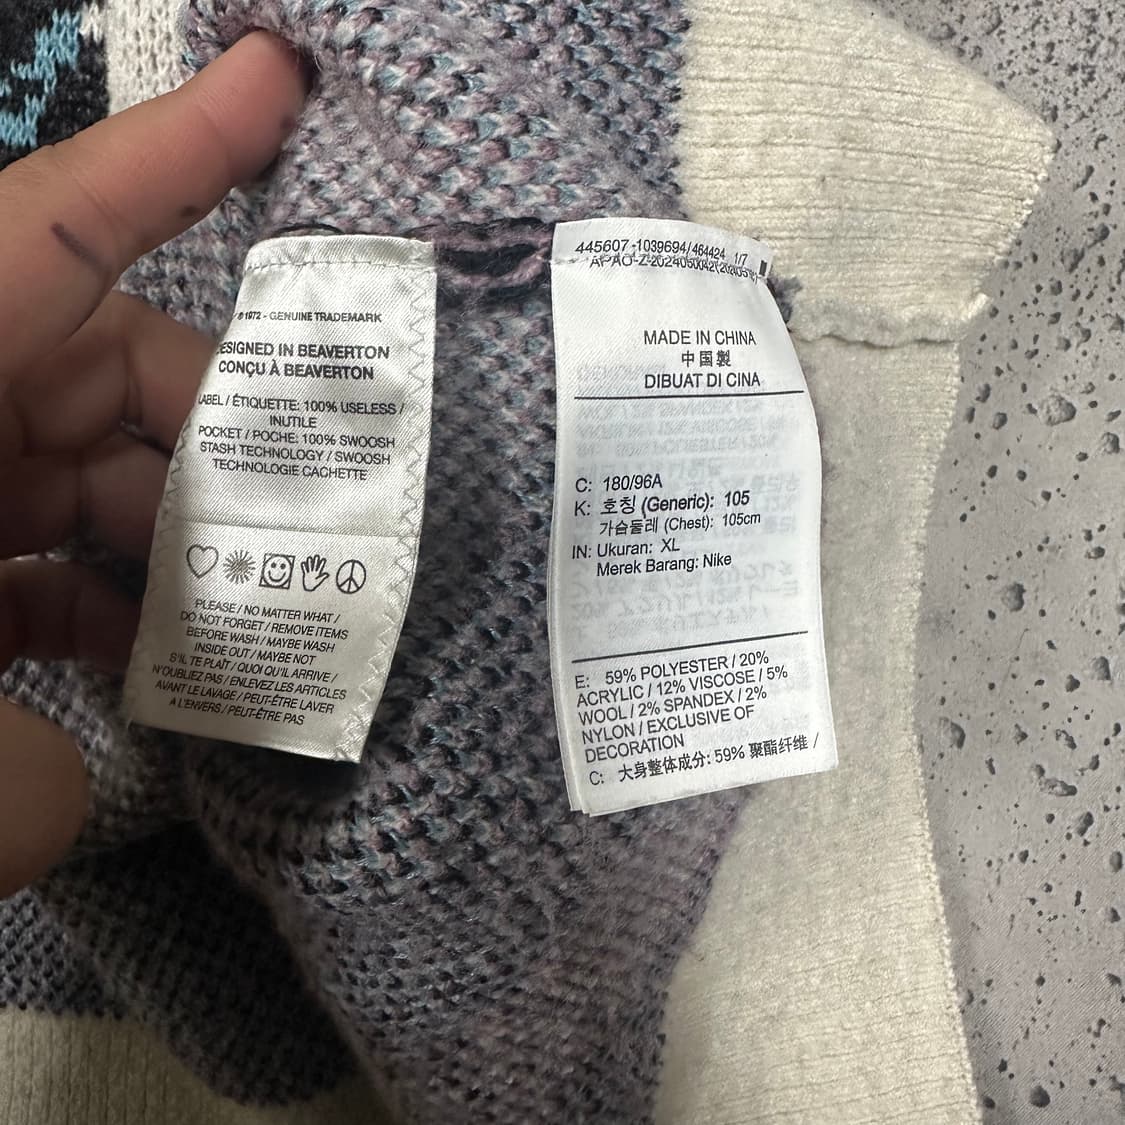 ® 1972 - GENUINE TRADEMARK
ESIGNED IN BEAVERTON
CONÇU À BEAVERTON
LABEL / ÉTIQUETTE: 100% USELESS /
INUTILE
POCKET / POCHE: 100% SWOOSH
STASH TECHNOLOGY / SWOOSH
TECHNOLOGIE CACHETTE
PLEASE / NO MATTER WHAT /
DO NOT FORGET / REMOVE ITEMS
BEFORE WASH / MAYBE WASH
INSIDE OUT / MAYBE NOT
S'IL TE PLAÎT / QUOI QU'IL ARRIVE /
N'OUBLIEZ PAS / ENLEVEZ LES ARTICLES
AVANT LE LAVAGE / PEUT-ÊTRE LAVER
A L'ENVERS / PEUT-ÊTRE PAS
445607-1039694/464424 1/7
MADE IN CHINA
中国製
DIBUAT DI CINA
C: 180/96A
K: 호칭 (Generic): 105
가슴둘레 (Chest): 105cm
IN: Ukuran: XL
Merek Barang: Nike
E: 59% POLYESTER / 20%
ACRYLIC / 12% VISCOSE / 5%
WOOL / 2% SPANDEX / 2%
NYLON / EXCLUSIVE OF
DECORATION
C: 大身整体成分: 59% 聚酯纤维 /